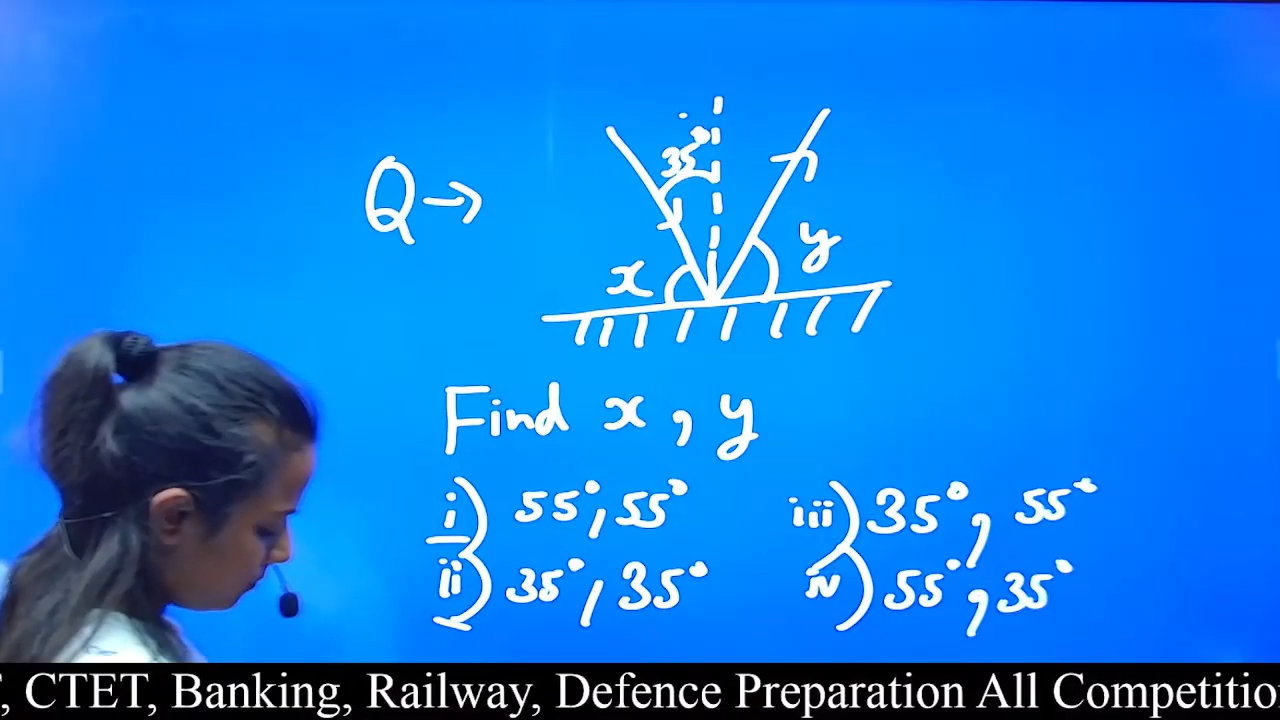 35°
Q→
x
y
Find x, y
i) 55°, 55°
iii) 35°, 55°
ii) 35°, 35°
iv) 55°, 35°
, CTET, Banking, Railway, Defence Preparation All Competitio